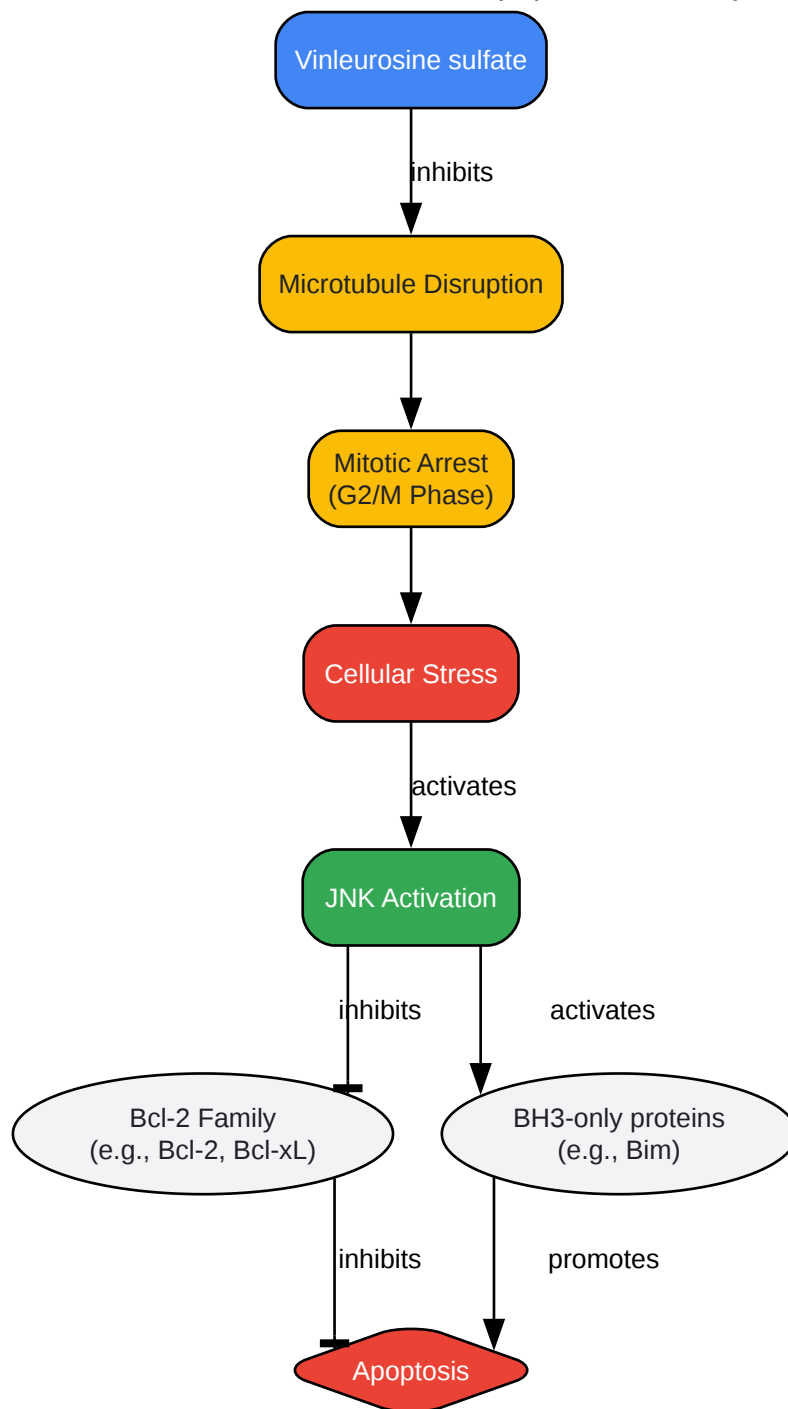 Vinleurosine sulfate
inhibits
Microtubule Disruption
Mitotic Arrest
(G2/M Phase)
Cellular Stress
activates
JNK Activation
inhibits
activates
Bcl-2 Family
(e.g., Bcl-2, Bcl-xL)
BH3-only proteins
(e.g., Bim)
inhibits
promotes
Apoptosis